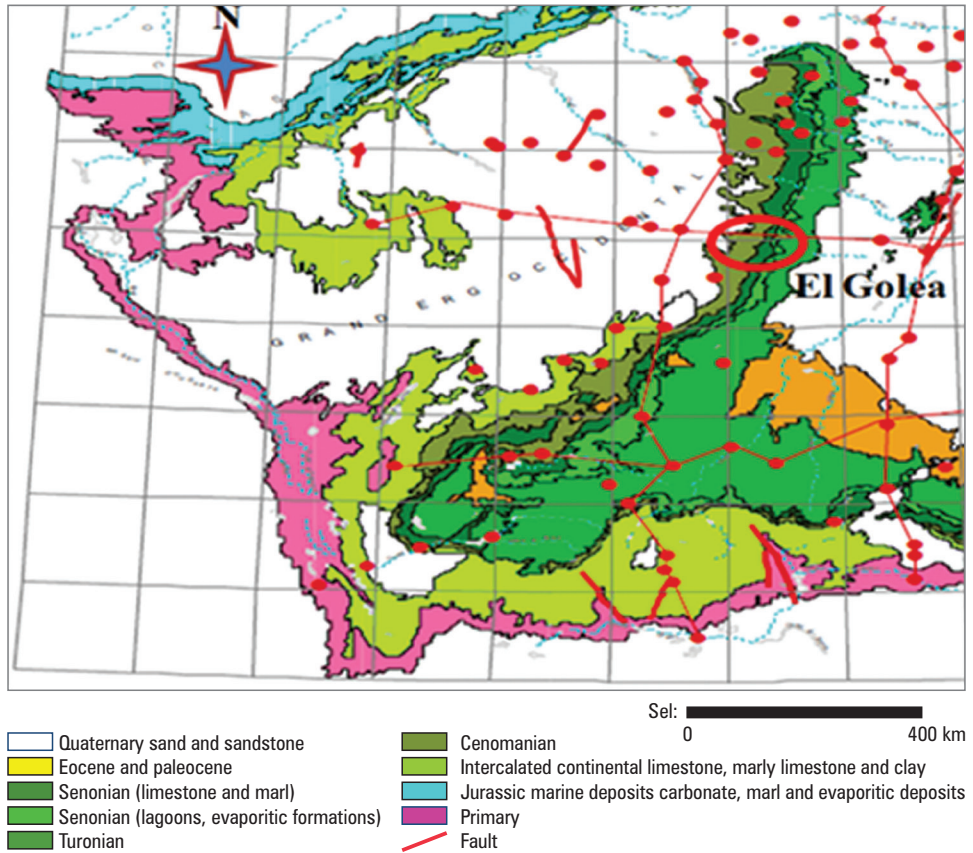 N
GRAND ERG OCCIDENTAL
El Golea
Sel:
0 400 km
Quaternary sand and sandstone
Eocene and paleocene
Senonian (limestone and marl)
Senonian (lagoons, evaporitic formations)
Turonian
Cenomanian
Intercalated continental limestone, marly limestone and clay
Jurassic marine deposits carbonate, marl and evaporitic deposits
Primary
Fault